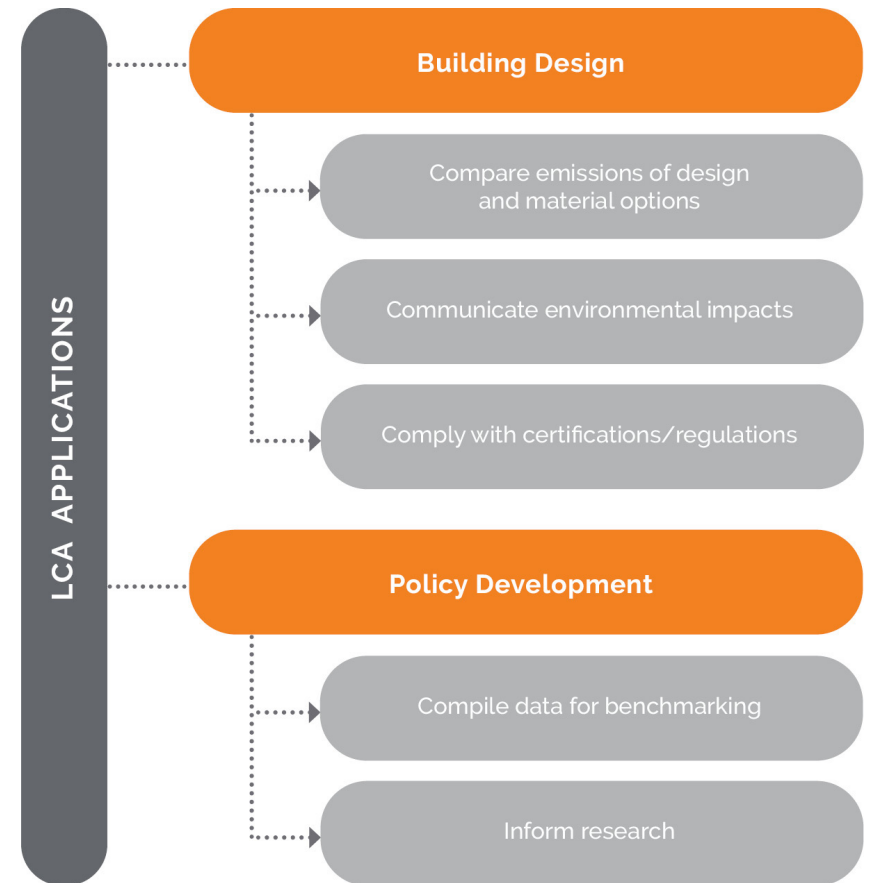 LCA APPLICATIONS
Building Design
Compare emissions of design
and material options
Communicate environmental impacts
Comply with certifications/regulations
Policy Development
Compile data for benchmarking
Inform research